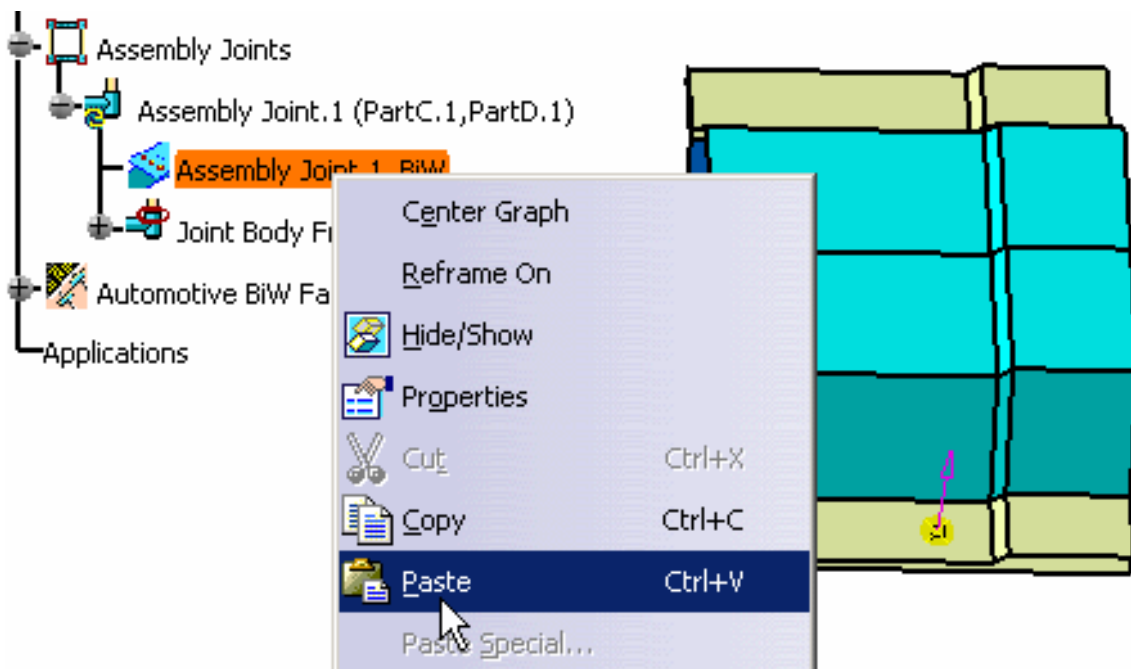 Assembly Joints
Assembly Joint.1 (PartC.1,PartD.1)
Assembly Joint.1_BiW
Joint Body
Automotive BiW
Applications
Center Graph
Reframe On
Hide/Show
Properties
Cut Ctrl+X
Copy Ctrl+C
Paste Ctrl+V
Paste Special...